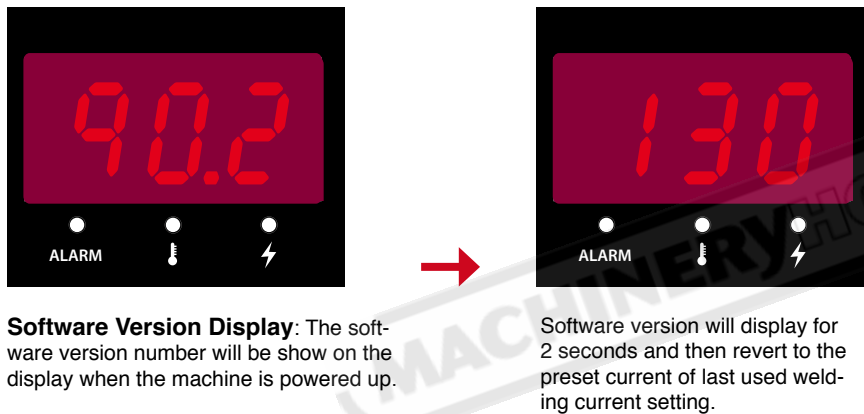 90.2
ALARM
Software Version Display: The soft-
ware version number will be show on the
display when the machine is powered up.
130
ALARM
Software version will display for
2 seconds and then revert to the
preset current of last used weld-
ing current setting.
MACHINERYHO